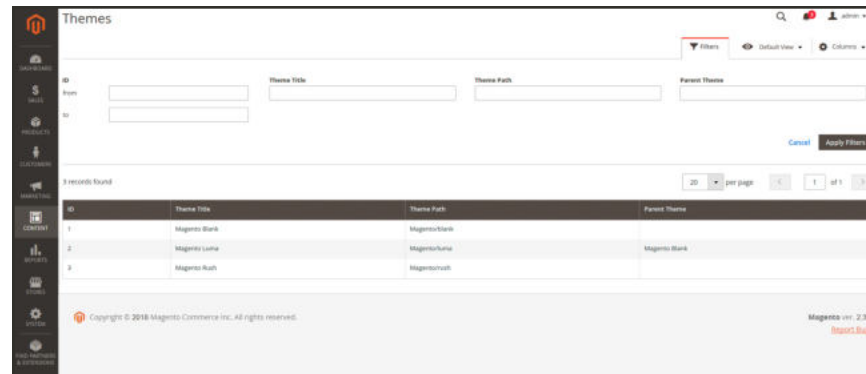 Themes
2
admin
DASHBOARD
SALES
PRODUCTS
CUSTOMERS
MARKETING
CONTENT
REPORTS
STORES
SYSTEM
FIND PARTNERS
& EXTENSIONS
Filters Default View Columns
ID Theme Title Theme Path Parent Theme
from
to
Cancel Apply Filters
3 records found 20 per page 1 of 1
ID Theme Title Theme Path Parent Theme
1 Magento Blank Magento/blank
2 Magento Luma Magento/luma Magento Blank
3 Magento Rush Magento/rush
Copyright © 2018 Magento Commerce Inc. All rights reserved.
Magento ver. 2.3
Report Bu